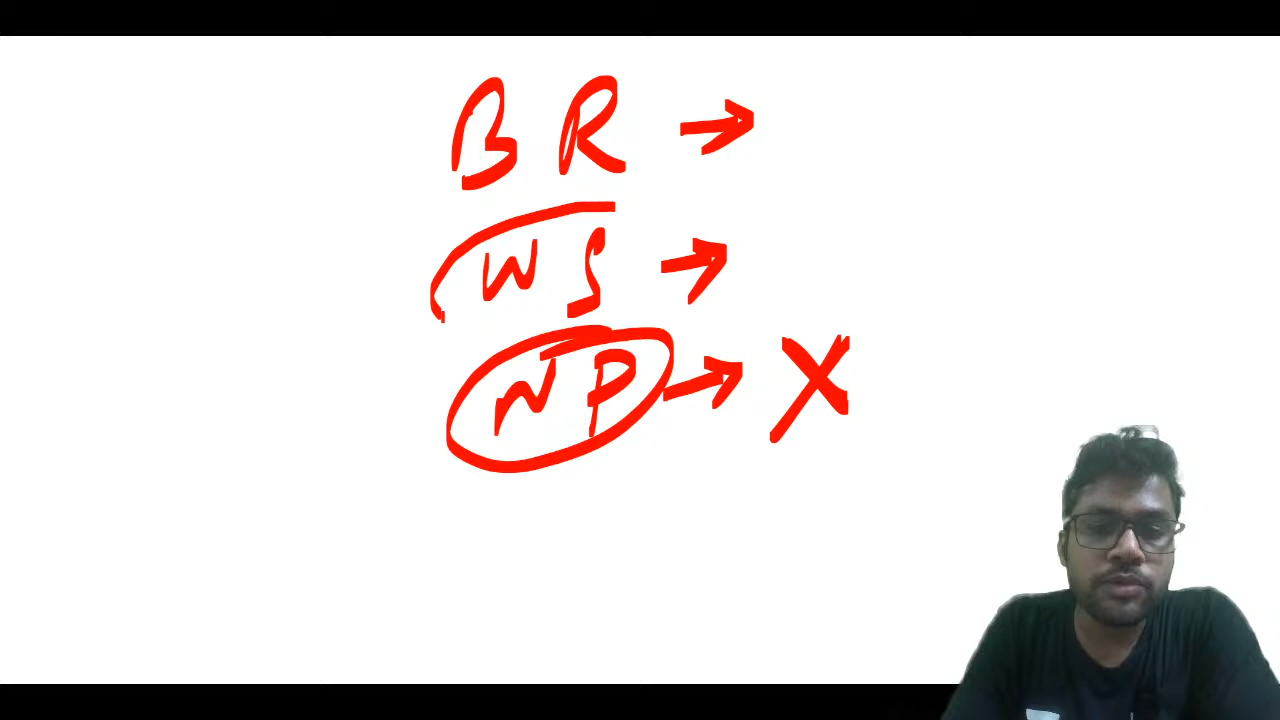 BR →
WS →
NP → X